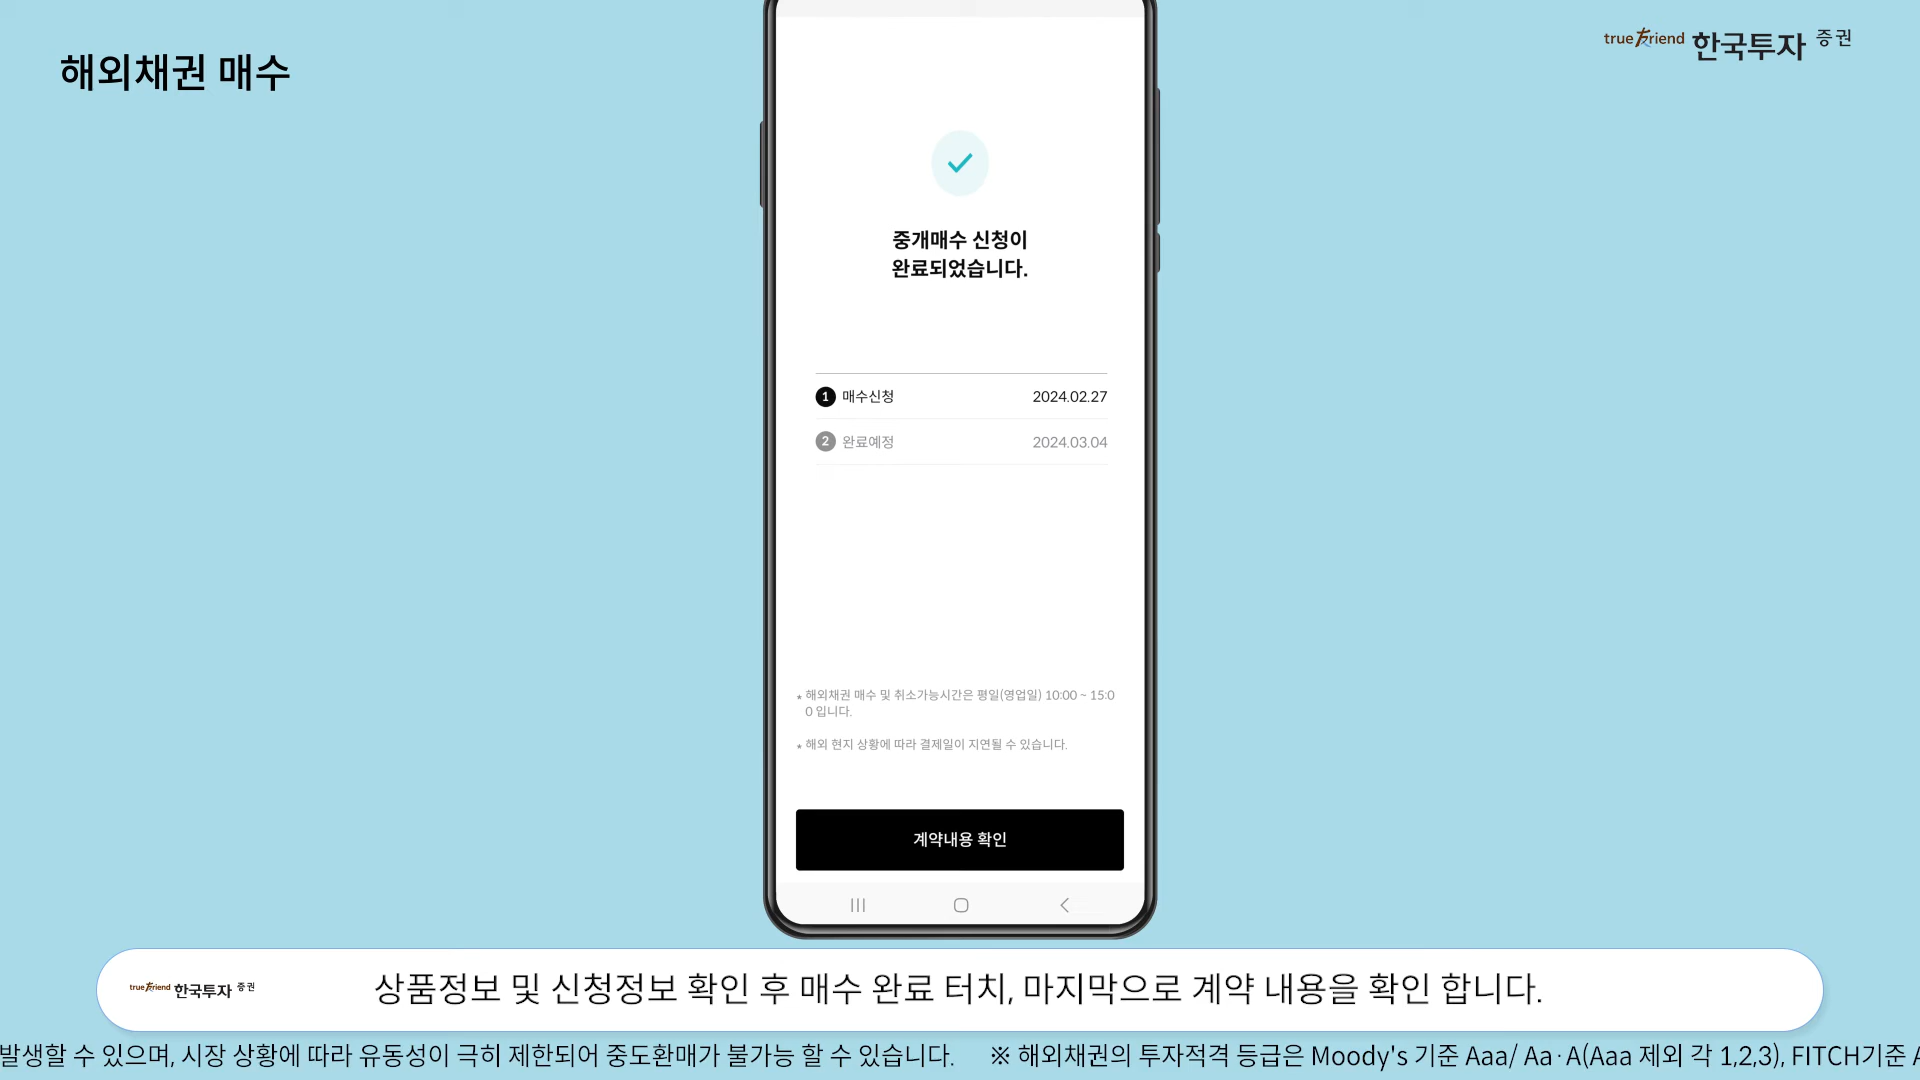 해외채권 매수
true friend 한국투자 증권
중개매수 신청이
완료되었습니다.
1 매수신청 2024.02.27
2 완료예정 2024.03.04
* 해외채권 매수 및 취소가능시간은 평일(영업일) 10:00 ~ 15:0
0 입니다.
* 해외 현지 상황에 따라 결제일이 지연될 수 있습니다.
계약내용 확인
true friend 한국투자 증권
상품정보 및 신청정보 확인 후 매수 완료 터치, 마지막으로 계약 내용을 확인 합니다.
발생할 수 있으며, 시장 상황에 따라 유동성이 극히 제한되어 중도환매가 불가능 할 수 있습니다. ※ 해외채권의 투자적격 등급은 Moody's 기준 Aaa/ Aa·A(Aaa 제외 각 1,2,3), FITCH기준